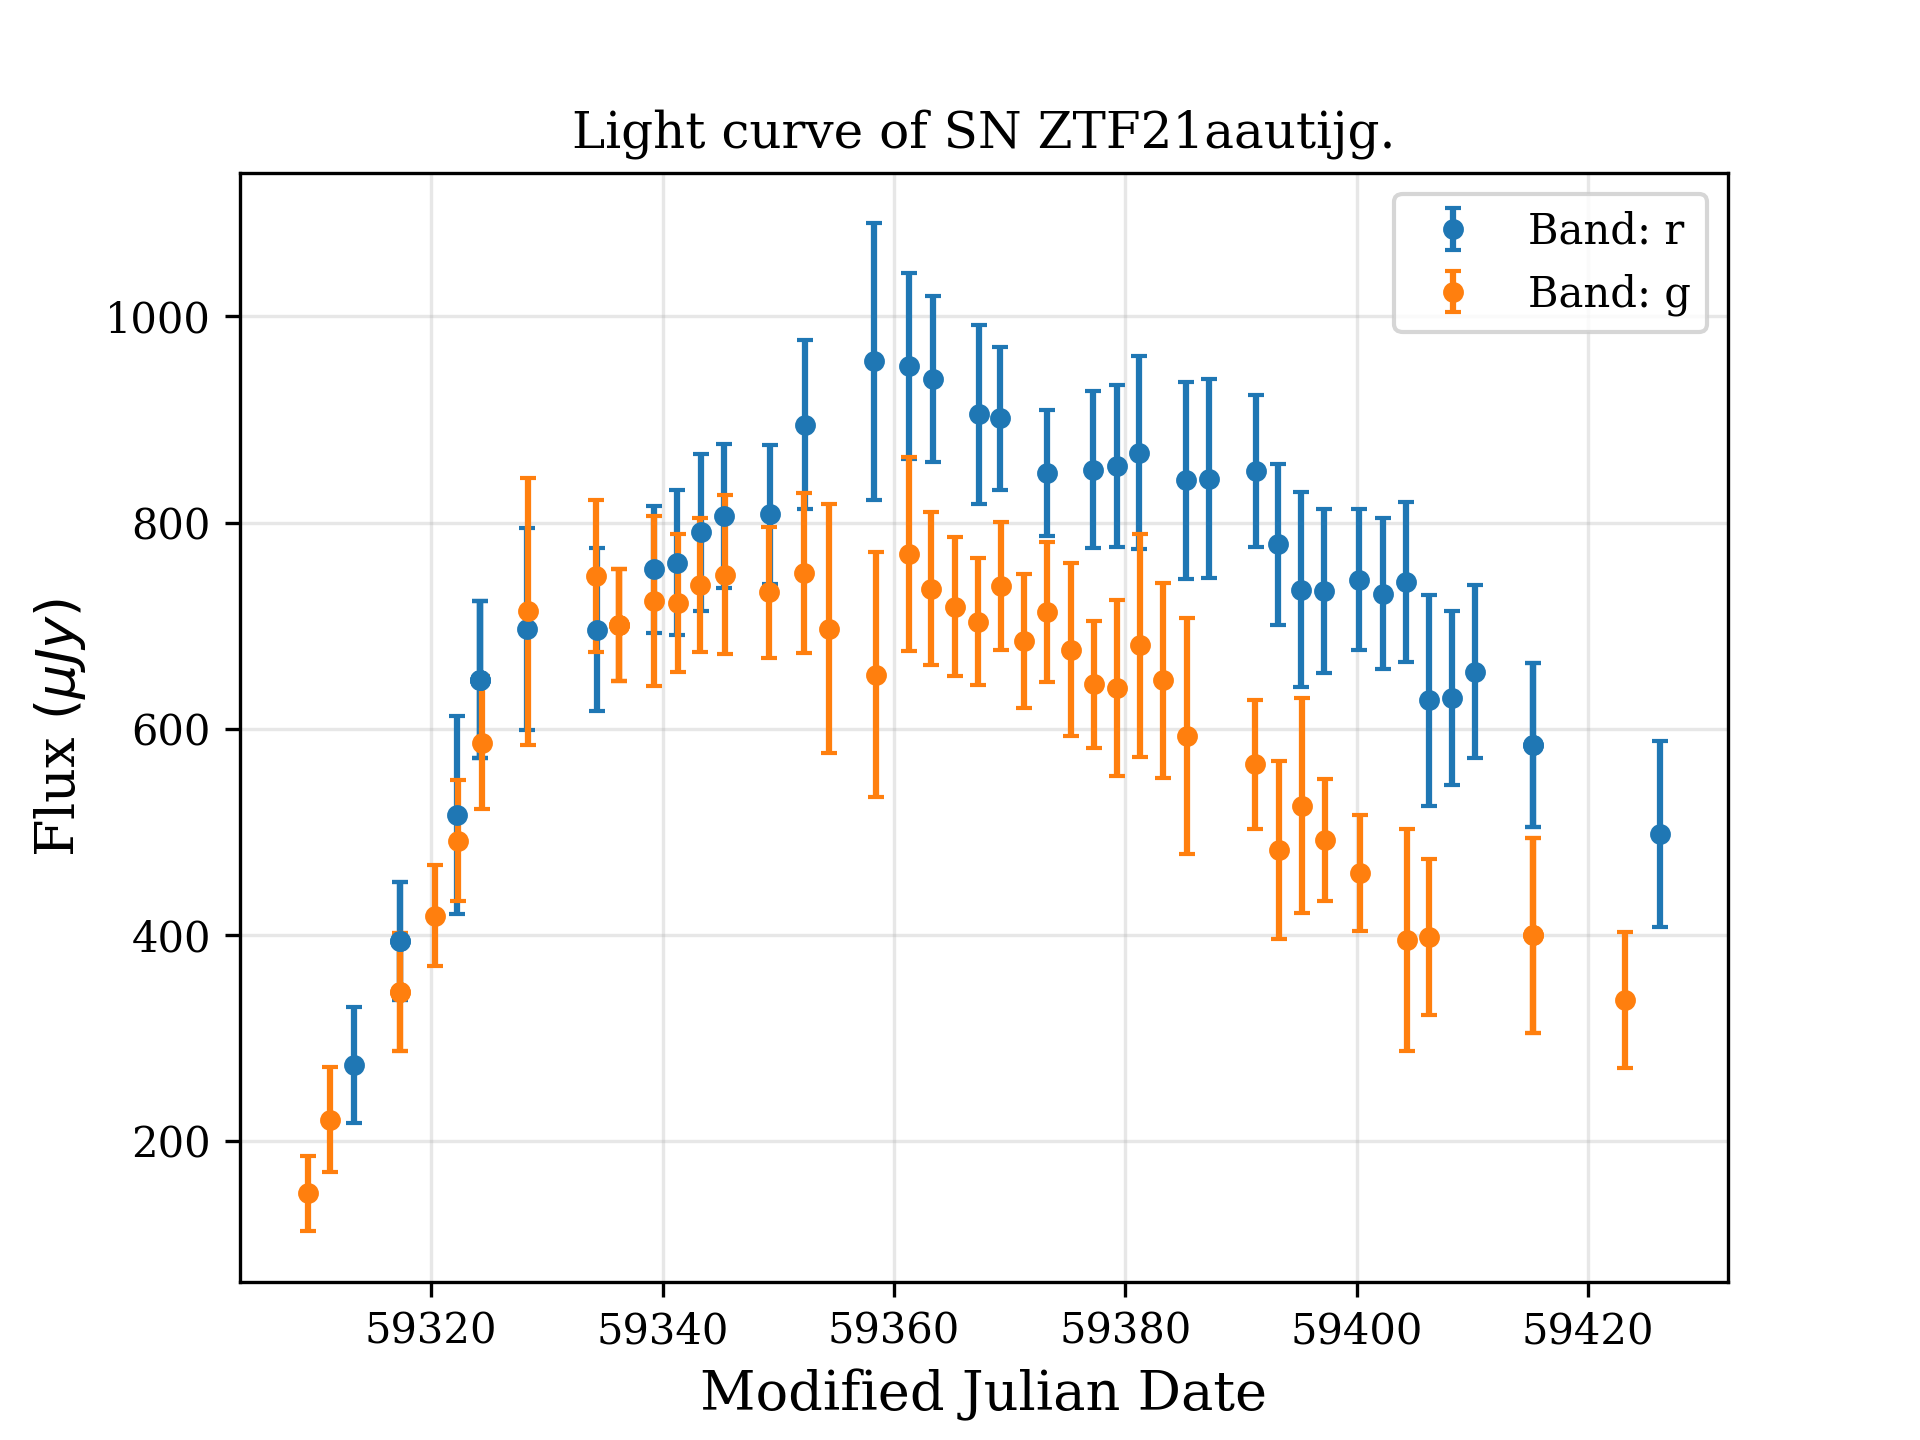 Light curve of SN ZTF21aautijg.
Band: r
Band: g
1000
800
600
400
200
Flux (μJy)
59320 59340 59360 59380 59400 59420
Modified Julian Date